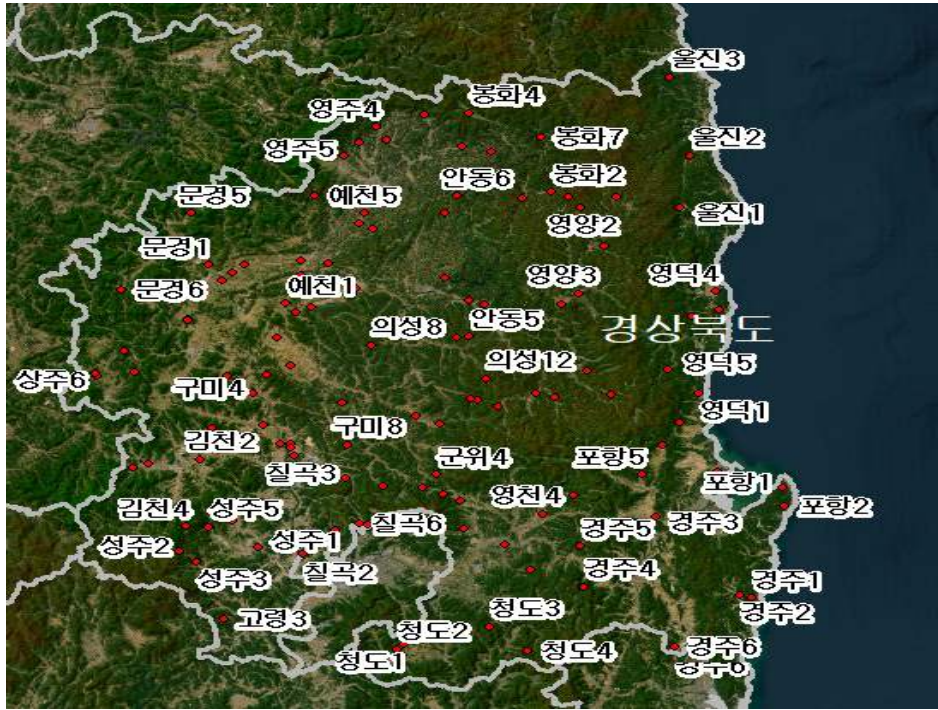 울진3
봉화4
영주4
봉화7
울진2
영주5
안동6
봉화2
예천5
문경5
울진1
영양2
문경1
영양3
영덕4
예천1
문경6
안동5
의성8
경상북도
의성12
영덕5
상주6
구미4
영덕1
구미8
김천2
군위4
포항5
칠곡3
포항1
영천4
포항2
김천4
성주5
칠곡6
경주5
경주3
성주1
성주2
칠곡2
성주3
경주4
경주1
경주2
청도3
고령3
청도2
경주6
청도4
청도1